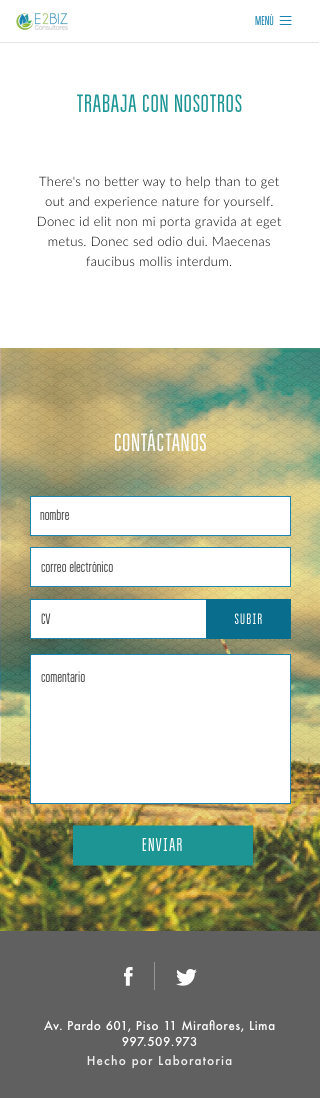 E2BIZ
Consultores
MENÚ
TRABAJA CON NOSOTROS
There's no better way to help than to get
out and experience nature for yourself.
Donec id elit non mi porta gravida at eget
metus. Donec sed odio dui. Maecenas
faucibus mollis interdum.
CONTÁCTANOS
nombre
correo electrónico
CV
SUBIR
comentario
ENVIAR
Av. Pardo 601, Piso 11 Miraflores, Lima
997.509.973
Hecho por Laboratoria